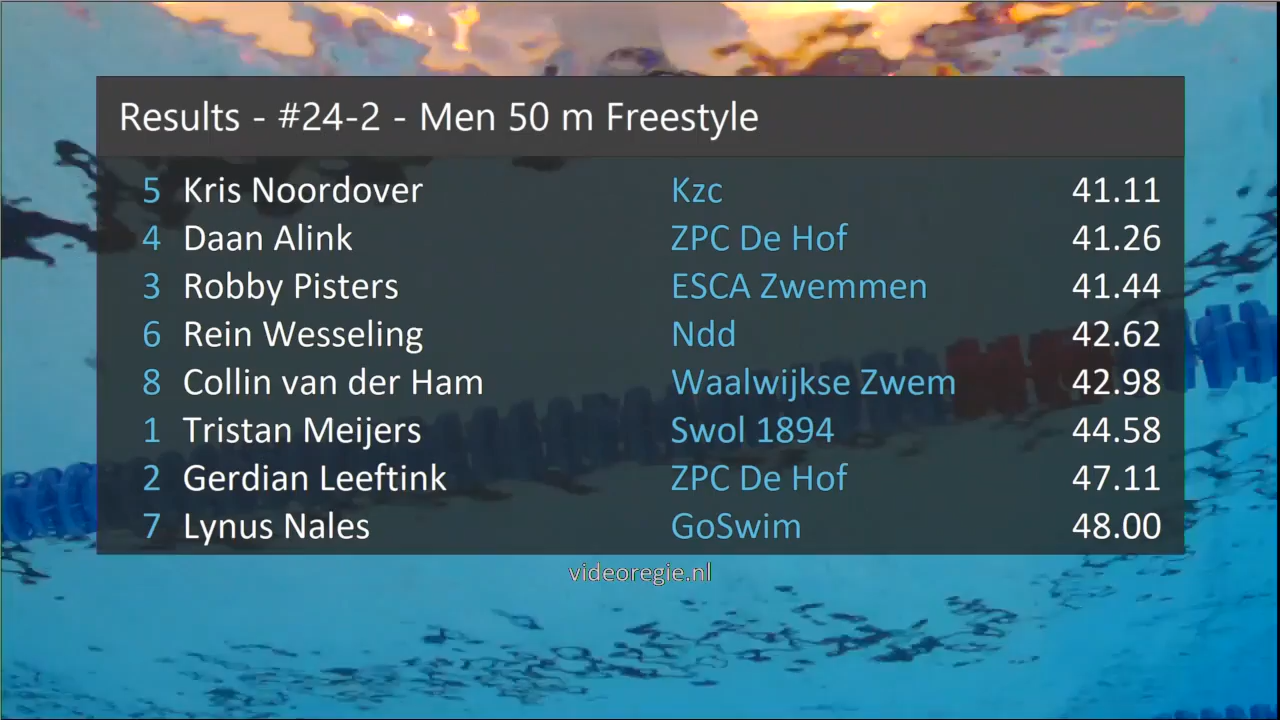 Results - #24-2 - Men 50 m Freestyle
5 Kris Noordover Kzc 41.11
4 Daan Alink ZPC De Hof 41.26
3 Robby Pisters ESCA Zwemmen 41.44
6 Rein Wesseling Ndd 42.62
8 Collin van der Ham Waalwijkse Zwem 42.98
1 Tristan Meijers Swol 1894 44.58
2 Gerdian Leeftink ZPC De Hof 47.11
7 Lynus Nales GoSwim 48.00
videoregie.nl